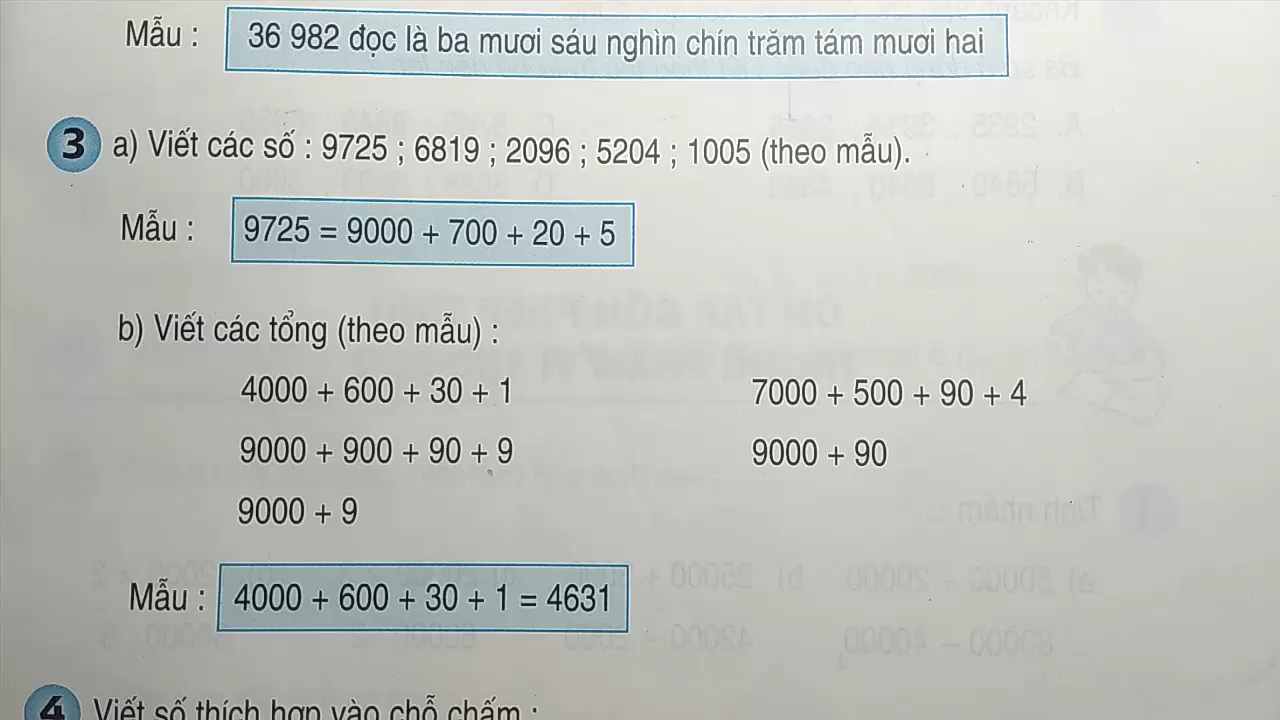 Mẫu : 36 982 đọc là ba mươi sáu nghìn chín trăm tám mươi hai
3 a) Viết các số : 9725 ; 6819 ; 2096 ; 5204 ; 1005 (theo mẫu).
Mẫu : 9725 = 9000 + 700 + 20 + 5
b) Viết các tổng (theo mẫu) :
4000 + 600 + 30 + 1 7000 + 500 + 90 + 4
9000 + 900 + 90 + 9 9000 + 90
9000 + 9
Mẫu : 4000 + 600 + 30 + 1 = 4631
4 Viết số thích hợp vào chỗ chấm :